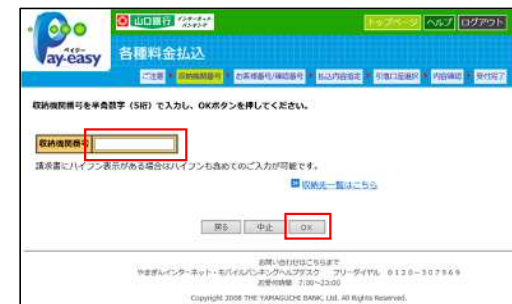 山口銀行 インターネットバンキング
トップページ ヘルプ ログアウト
ペイジー
Pay-easy
各種料金払込
ご注意 収納機関番号 お客様番号/確認番号 払込内容指定 引落口座選択 内容確認 受付完了
収納機関番号を半角数字(5桁)で入力し、OKボタンを押してください。
収納機関番号
請求書にハイフン表示がある場合はハイフンも含めてのご入力が可能です。
収納先一覧はこちら
戻る 中止 OK
お問い合わせはこちらまで
やまぎんインターネット・モバイルバンキングヘルプデスク フリーダイヤル 0120-307969
お受付時間 7:00~23:00
Copyright 2008 THE YAMAGUCHI BANK, Ltd. All Rights Reserved.